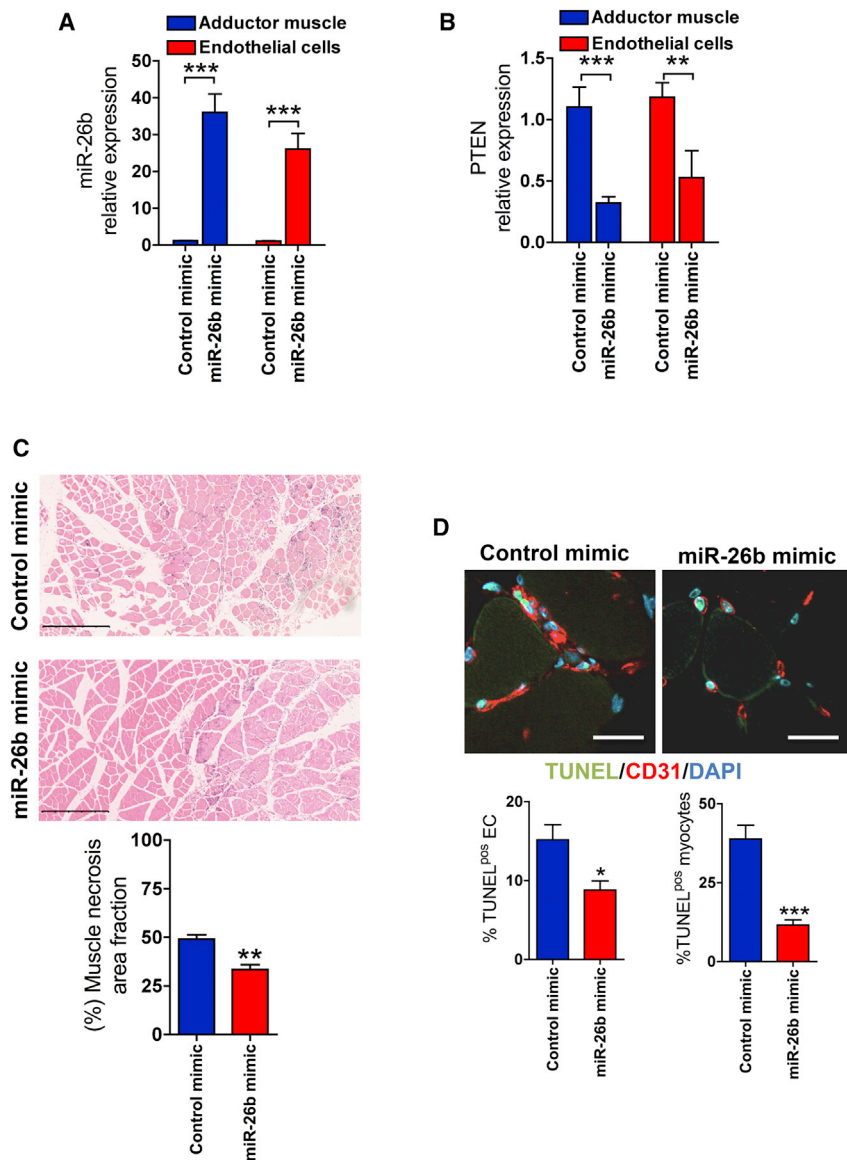 A
Adductor muscle
Endothelial cells
miR-26b
relative expression
50
40
30
20
10
0
***
***
Control mimic
miR-26b mimic
Control mimic
miR-26b mimic
B
Adductor muscle
Endothelial cells
PTEN
relative expression
1.5
1.0
0.5
0.0
***
**
Control mimic
miR-26b mimic
Control mimic
miR-26b mimic
C
Control mimic
miR-26b mimic
(%) Muscle necrosis
area fraction
100
75
50
25
0
**
Control mimic
miR-26b mimic
D
Control mimic
miR-26b mimic
TUNEL/CD31/DAPI
% TUNELpos EC
20
10
0
*
Control mimic
miR-26b mimic
%TUNELpos myocytes
50
25
0
***
Control mimic
miR-26b mimic